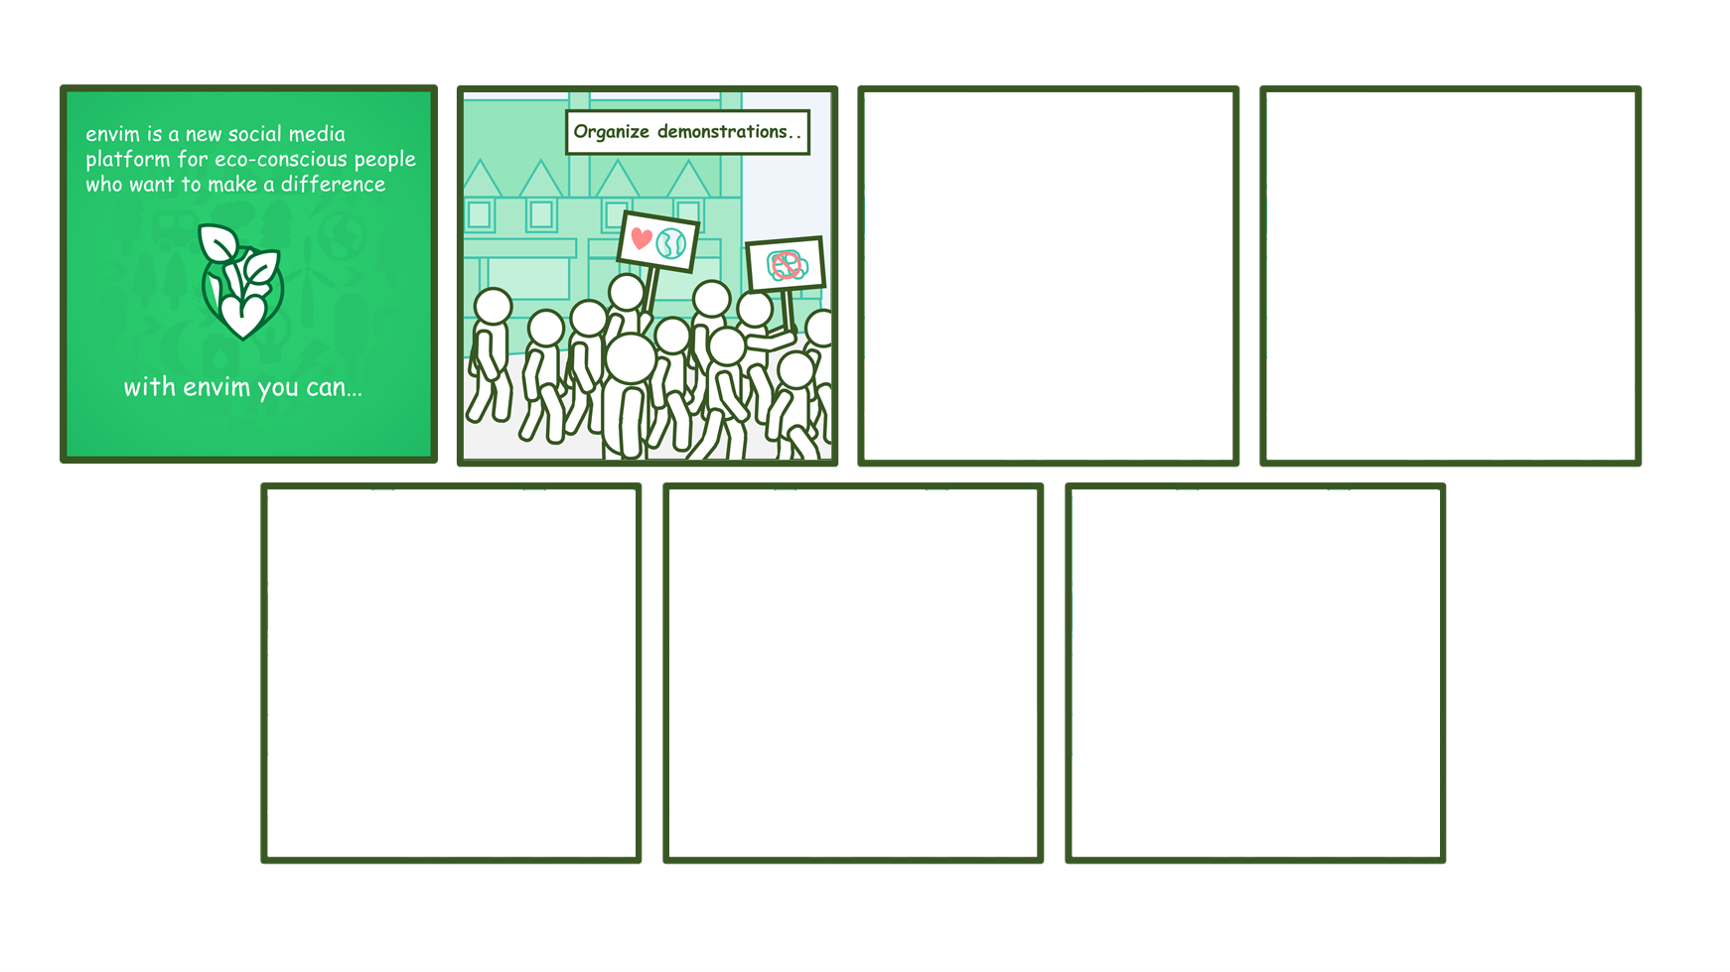 envim is a new social media
platform for eco-conscious people
who want to make a difference
with envim you can...
Organize demonstrations..